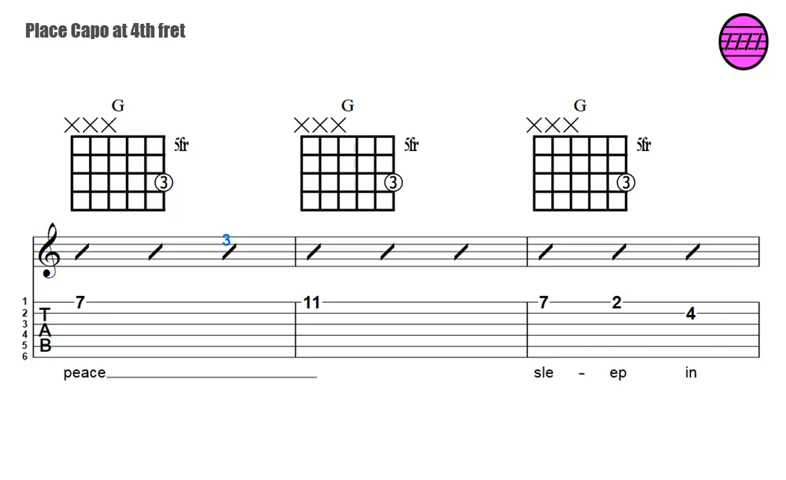 Place Capo at 4th fret
G G G
5fr 5fr 5fr
3 3 3
3
1 7 11 7 2
2 4
3
4
5
6
TAB
peace sle - ep in